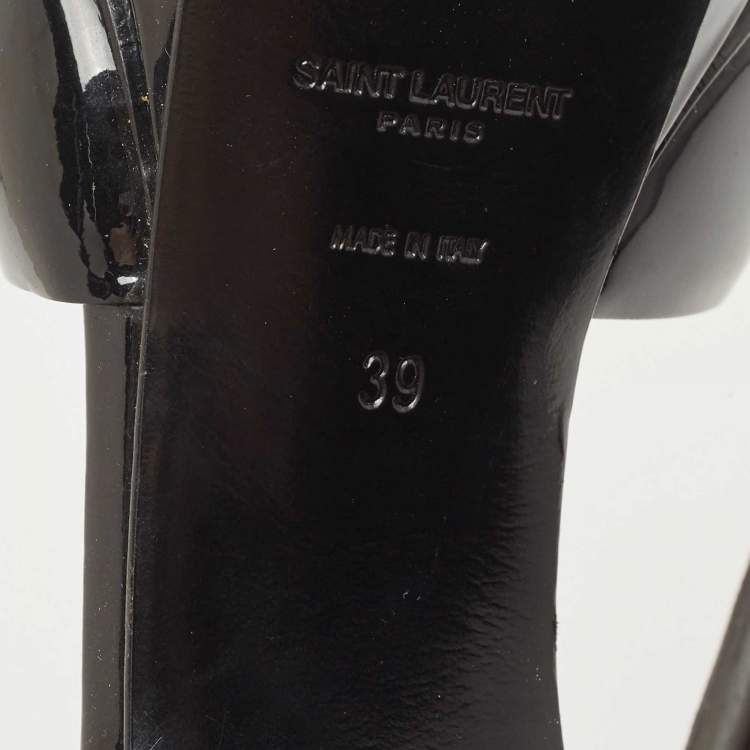 SAINT LAURENT
PARIS
MADE IN ITALY
39